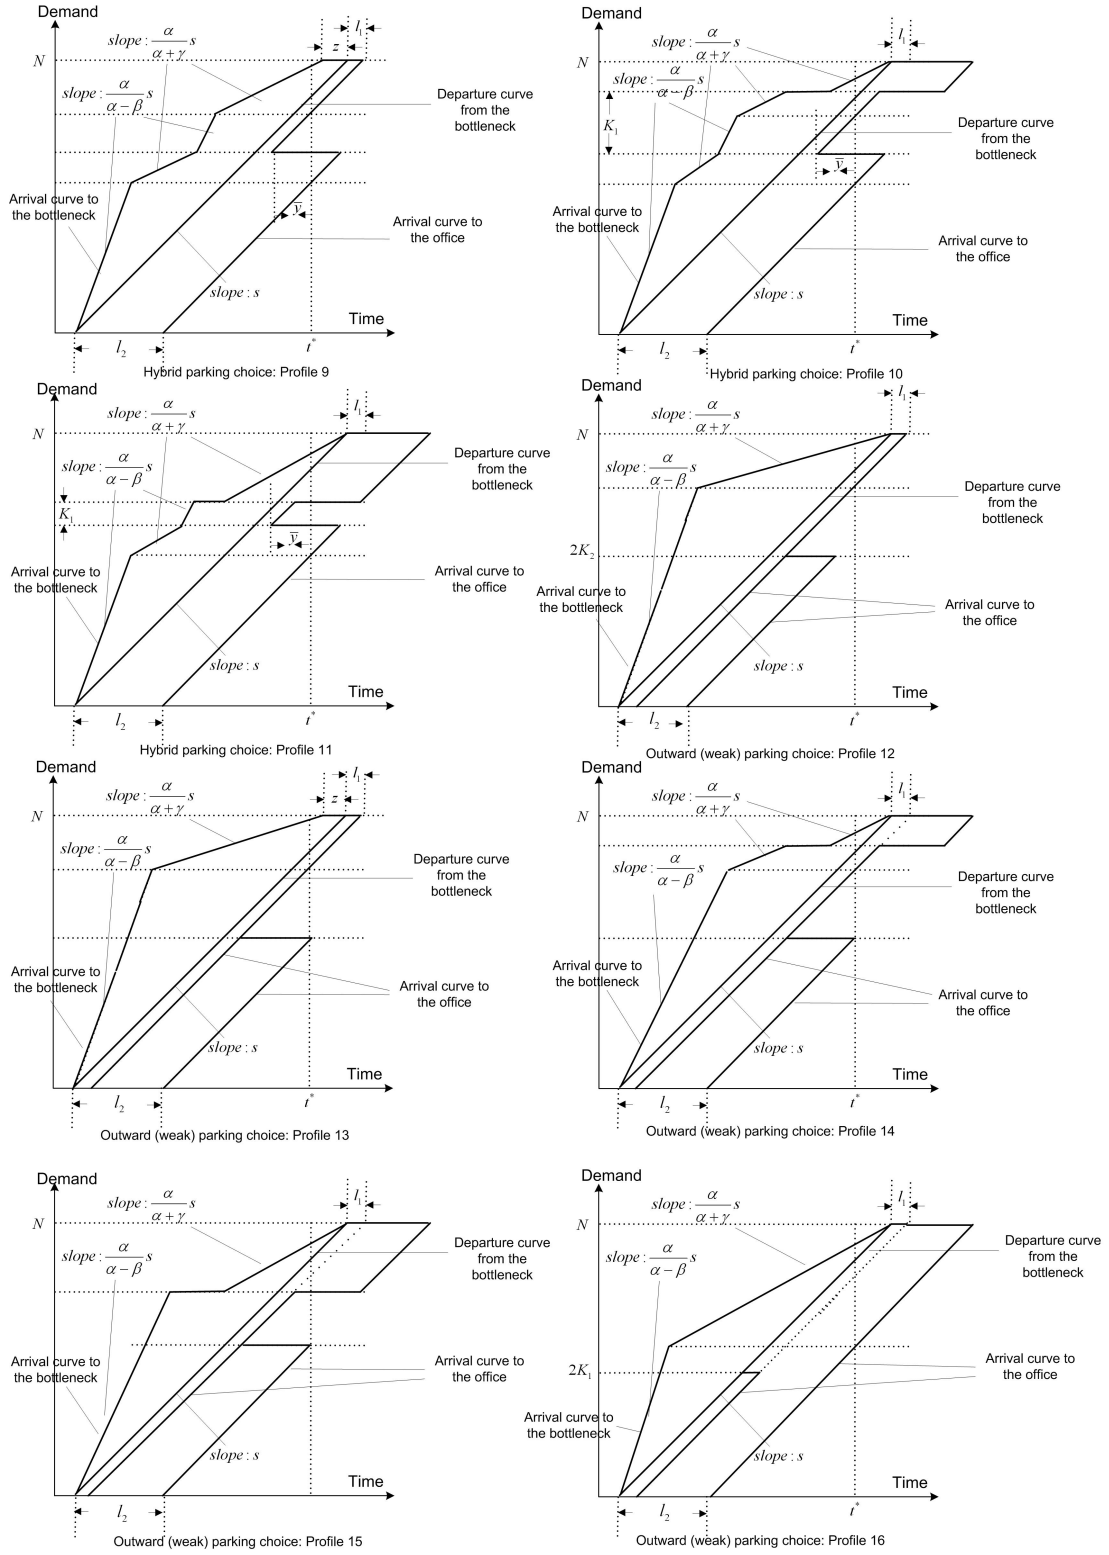 Demand
l₁
z
slope: α/(α+γ) s
N
slope: α/(α−β) s
Departure curve
from the
bottleneck
Arrival curve to
the bottleneck
v̅
Arrival curve to
the office
slope: s
Time
l₂
t*
Hybrid parking choice: Profile 9
Demand
l₁
slope: α/(α+γ) s
N
slope: α/(α−β) s
K₁
Departure curve
from the
bottleneck
v̅
Arrival curve to
the bottleneck
Arrival curve to
the office
slope: s
Time
l₂
t*
Hybrid parking choice: Profile 10
Demand
l₁
slope: α/(α+γ) s
N
slope: α/(α−β) s
Departure curve
from the
bottleneck
K₁
v̅
Arrival curve to
the bottleneck
Arrival curve to
the office
slope: s
Time
l₂
t*
Hybrid parking choice: Profile 11
Demand
l₁
slope: α/(α+γ) s
N
slope: α/(α−β) s
Departure curve
from the
bottleneck
2K₂
Arrival curve to
the bottleneck
Arrival curve to
the office
slope: s
Time
l₂
t*
Outward (weak) parking choice: Profile 12
Demand
l₁
z
slope: α/(α+γ) s
N
slope: α/(α−β) s
Departure curve
from the
bottleneck
Arrival curve to
the bottleneck
Arrival curve to
the office
slope: s
Time
l₂
t*
Outward (weak) parking choice: Profile 13
Demand
l₁
slope: α/(α+γ) s
N
slope: α/(α−β) s
Departure curve
from the
bottleneck
Arrival curve to
the bottleneck
Arrival curve to
the office
slope: s
Time
l₂
t*
Outward (weak) parking choice: Profile 14
Demand
l₁
slope: α/(α+γ) s
N
slope: α/(α−β) s
Departure curve
from the
bottleneck
Arrival curve to
the bottleneck
Arrival curve to
the office
slope: s
Time
l₂
t*
Outward (weak) parking choice: Profile 15
Demand
l₁
slope: α/(α+γ) s
N
slope: α/(α−β) s
Departure curve
from the
bottleneck
2K₁
Arrival curve to
the office
Arrival curve to
the bottleneck
slope: s
Time
l₂
t*
Outward (weak) parking choice: Profile 16